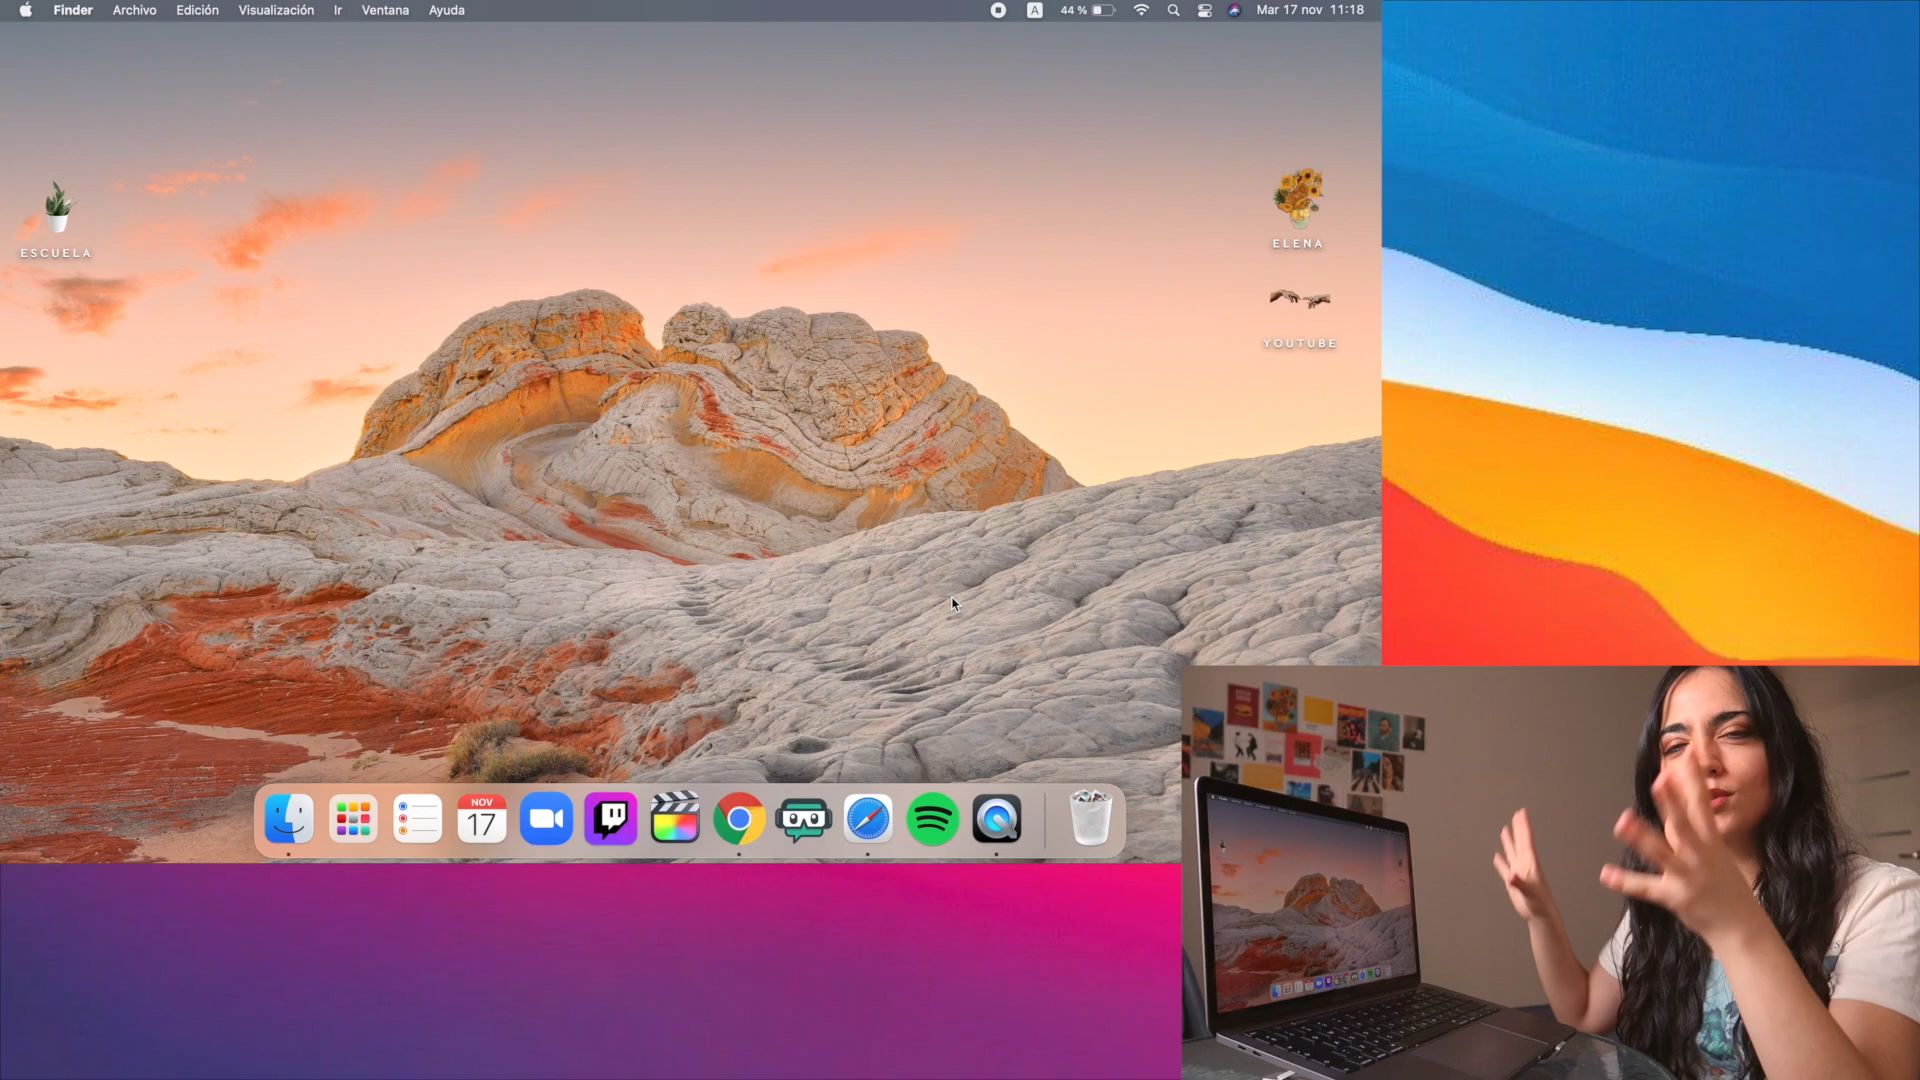 Finder Archivo Edición Visualización Ir Ventana Ayuda A 44 % Mar 17 nov 11:18
ESCUELA
ELENA
YOUTUBE
NOV
17